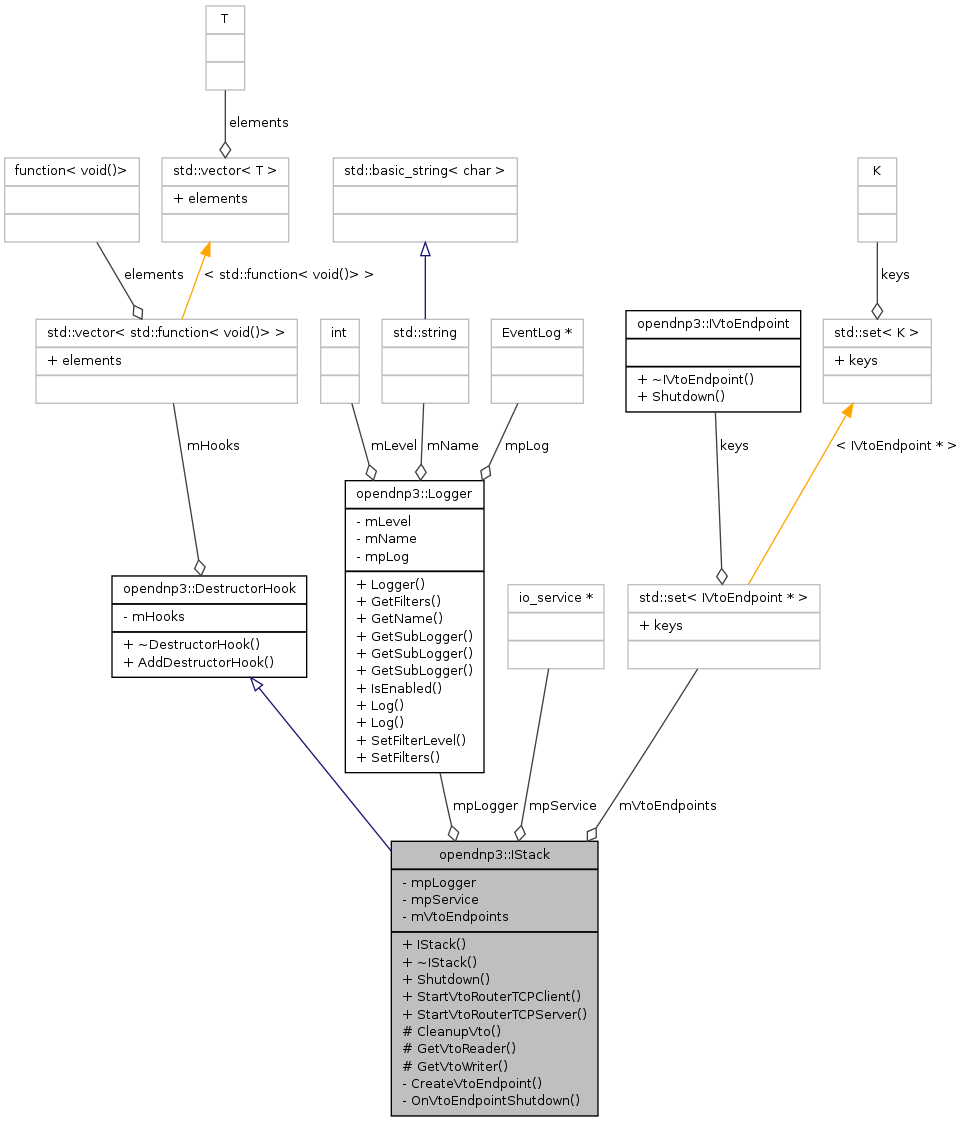 T
elements
function< void()>
std::vector< T >
+ elements
std::basic_string< char >
K
elements
< std::function< void()> >
keys
std::vector< std::function< void()> >
+ elements
int
std::string
EventLog *
opendnp3::IVtoEndpoint
+ ~IVtoEndpoint()
+ Shutdown()
std::set< K >
+ keys
mHooks
mLevel
mName
mpLog
keys
< IVtoEndpoint * >
opendnp3::Logger
- mLevel
- mName
- mpLog
+ Logger()
+ GetFilters()
+ GetName()
+ GetSubLogger()
+ GetSubLogger()
+ GetSubLogger()
+ IsEnabled()
+ Log()
+ Log()
+ SetFilterLevel()
+ SetFilters()
opendnp3::DestructorHook
- mHooks
+ ~DestructorHook()
+ AddDestructorHook()
io_service *
std::set< IVtoEndpoint * >
+ keys
mpLogger
mpService
mVtoEndpoints
opendnp3::IStack
- mpLogger
- mpService
- mVtoEndpoints
+ IStack()
+ ~IStack()
+ Shutdown()
+ StartVtoRouterTCPClient()
+ StartVtoRouterTCPServer()
# CleanupVto()
# GetVtoReader()
# GetVtoWriter()
- CreateVtoEndpoint()
- OnVtoEndpointShutdown()